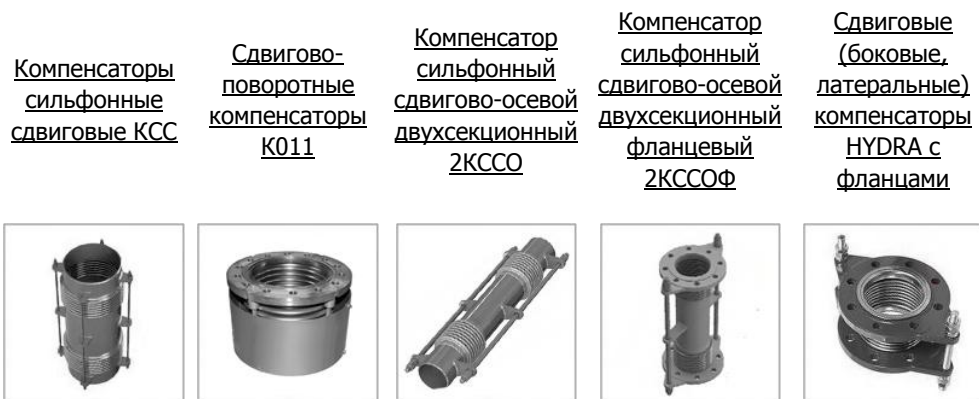 Компенсаторы
сильфонные
сдвиговые КСС
Сдвигово-
поворотные
компенсаторы
К011
Компенсатор
сильфонный
сдвигово-осевой
двухсекционный
2КССО
Компенсатор
сильфонный
сдвигово-осевой
двухсекционный
фланцевый
2КССОФ
Сдвиговые
(боковые,
латеральные)
компенсаторы
HYDRA с
фланцами